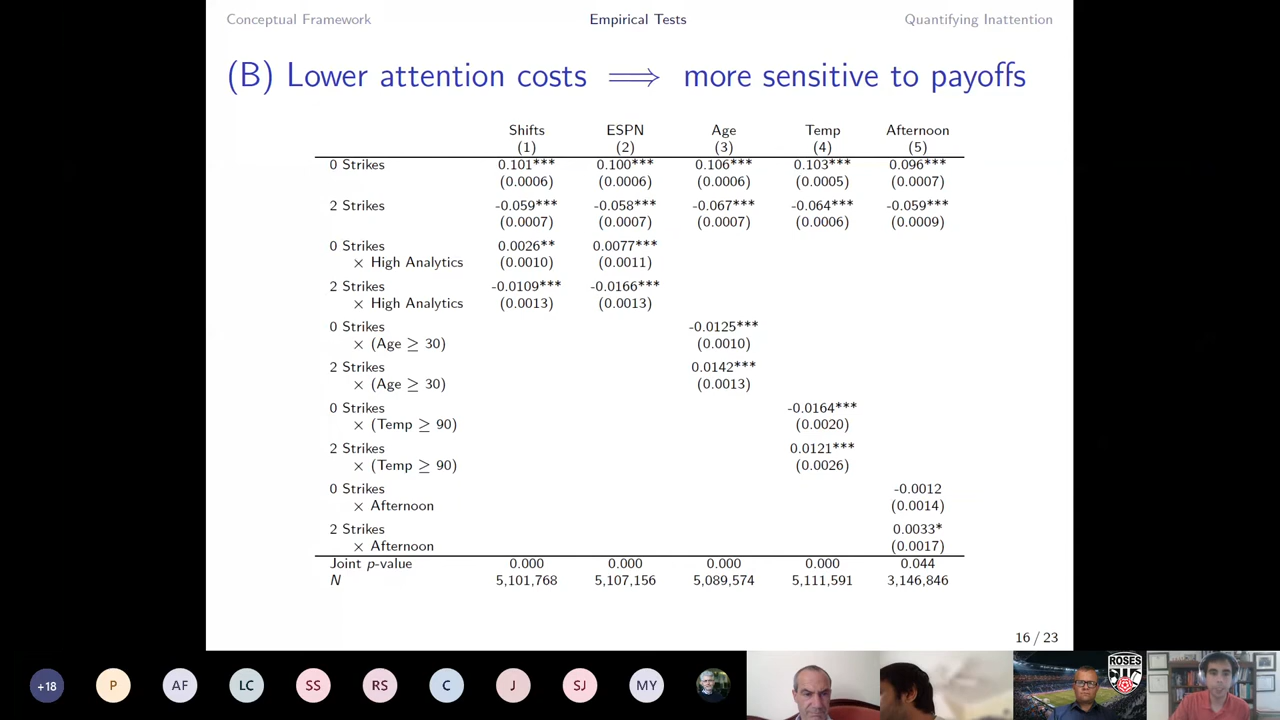 Conceptual Framework Empirical Tests Quantifying Inattention
(B) Lower attention costs ⟹ more sensitive to payoffs
Shifts ESPN Age Temp Afternoon
(1) (2) (3) (4) (5)
0 Strikes 0.101*** 0.100*** 0.106*** 0.103*** 0.096***
(0.0006) (0.0006) (0.0006) (0.0005) (0.0007)
2 Strikes -0.059*** -0.058*** -0.067*** -0.064*** -0.059***
(0.0007) (0.0007) (0.0007) (0.0006) (0.0009)
0 Strikes 0.0026** 0.0077***
× High Analytics (0.0010) (0.0011)
2 Strikes -0.0109*** -0.0166***
× High Analytics (0.0013) (0.0013)
0 Strikes -0.0125***
× (Age ≥ 30) (0.0010)
2 Strikes 0.0142***
× (Age ≥ 30) (0.0013)
0 Strikes -0.0164***
× (Temp ≥ 90) (0.0020)
2 Strikes 0.0121***
× (Temp ≥ 90) (0.0026)
0 Strikes -0.0012
× Afternoon (0.0014)
2 Strikes 0.0033*
× Afternoon (0.0017)
Joint p-value 0.000 0.000 0.000 0.000 0.044
N 5,101,768 5,107,156 5,089,574 5,111,591 3,146,846
16 / 23
+18 P AF LC SS RS C J SJ MY
ROSES